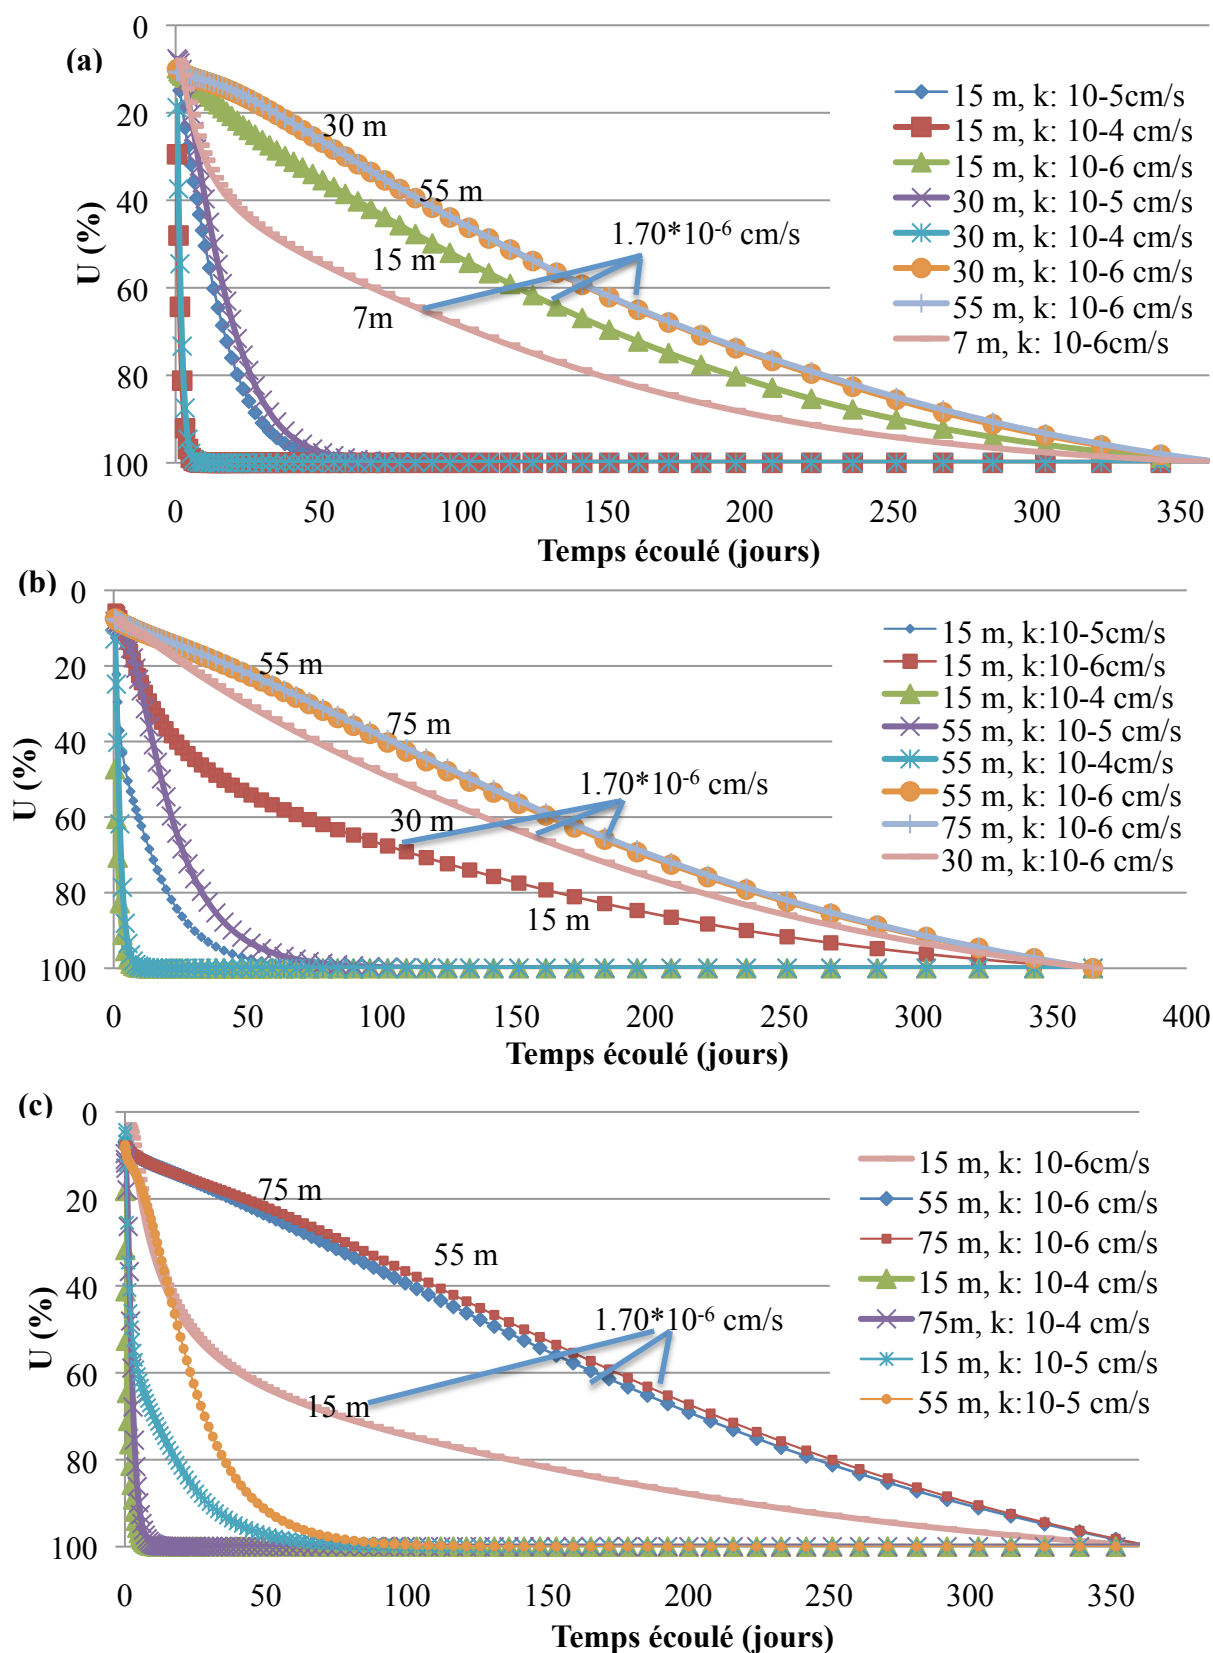 (a)
0
20
40
60
80
100
U (%)
30 m
55 m
15 m
7m
1.70*10-6 cm/s
15 m, k: 10-5cm/s
15 m, k: 10-4 cm/s
15 m, k: 10-6 cm/s
30 m, k: 10-5 cm/s
30 m, k: 10-4 cm/s
30 m, k: 10-6 cm/s
55 m, k: 10-6 cm/s
7 m, k: 10-6cm/s
0 50 100 150 200 250 300 350
Temps écoulé (jours)
(b)
0
20
40
60
80
100
U (%)
55 m
75 m
30 m
15 m
1.70*10-6 cm/s
15 m, k:10-5cm/s
15 m, k:10-6cm/s
15 m, k:10-4 cm/s
55 m, k: 10-5 cm/s
55 m, k: 10-4cm/s
55 m, k: 10-6 cm/s
75 m, k: 10-6 cm/s
30 m, k:10-6 cm/s
0 50 100 150 200 250 300 350 400
Temps écoulé (jours)
(c)
0
20
40
60
80
100
U (%)
75 m
55 m
15 m
1.70*10-6 cm/s
15 m, k: 10-6cm/s
55 m, k: 10-6 cm/s
75 m, k: 10-6 cm/s
15 m, k: 10-4 cm/s
75m, k: 10-4 cm/s
15 m, k: 10-5 cm/s
55 m, k:10-5 cm/s
0 50 100 150 200 250 300 350
Temps écoulé (jours)